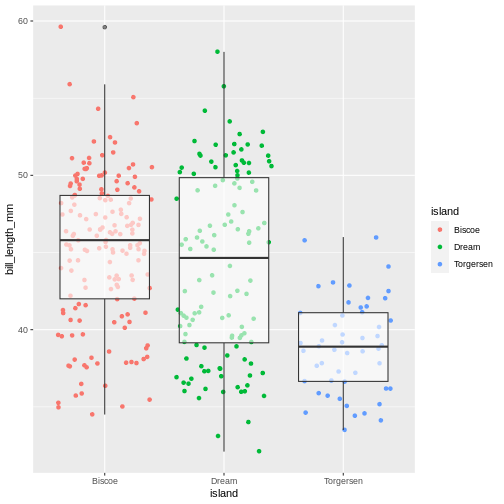 60
50
40
bill_length_mm
Biscoe
Dream
Torgersen
island
island
Biscoe
Dream
Torgersen